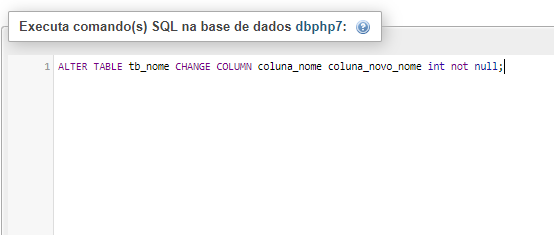 Executa comando(s) SQL na base de dados dbphp7:
1 ALTER TABLE tb_nome CHANGE COLUMN coluna_nome coluna_novo_nome int not null;